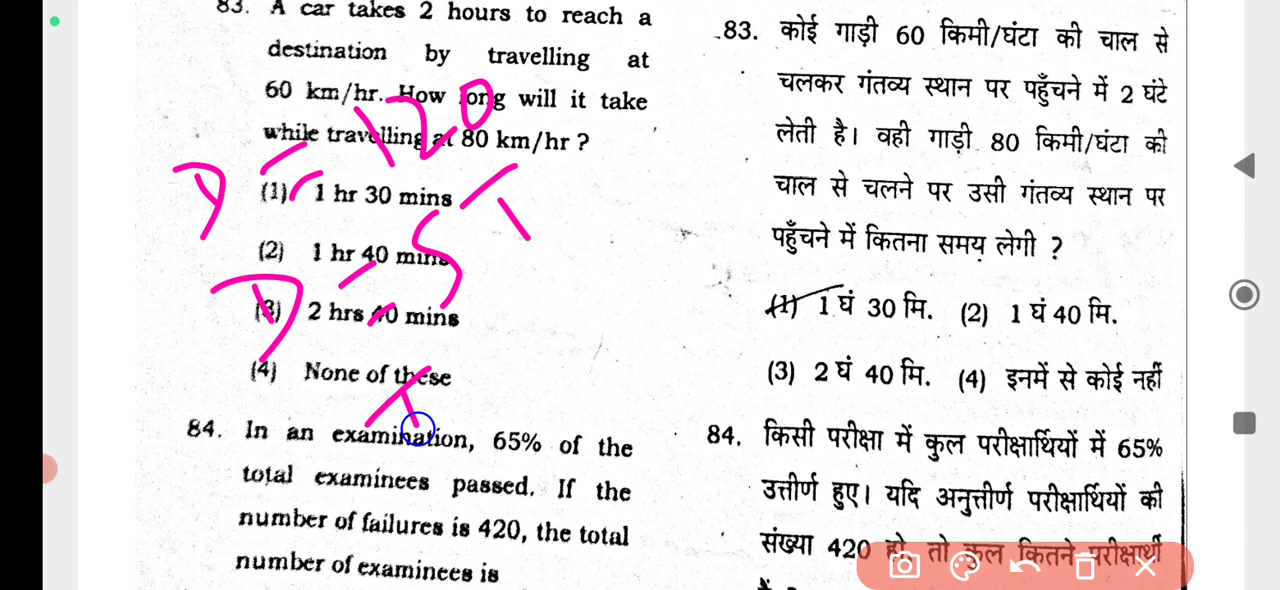 83. A car takes 2 hours to reach a
destination by travelling at
60 km/hr. How long will it take
while travelling at 80 km/hr ?
(1) 1 hr 30 mins
(2) 1 hr 40 mins
(3) 2 hrs 40 mins
(4) None of these
84. In an examination, 65% of the
total examinees passed. If the
number of failures is 420, the total
number of examinees is
83. कोई गाड़ी 60 किमी/घंटा की चाल से
चलकर गंतव्य स्थान पर पहुँचने में 2 घंटे
लेती है। वही गाड़ी 80 किमी/घंटा की
चाल से चलने पर उसी गंतव्य स्थान पर
पहुँचने में कितना समय लेगी ?
(1) 1 घं 30 मि. (2) 1 घं 40 मि.
(3) 2 घं 40 मि. (4) इनमें से कोई नहीं
84. किसी परीक्षा में कुल परीक्षार्थियों में 65%
उत्तीर्ण हुए। यदि अनुत्तीर्ण परीक्षार्थियों की
संख्या 420 हो, तो कुल कितने परीक्षार्थी
D = 120
D = S T
T